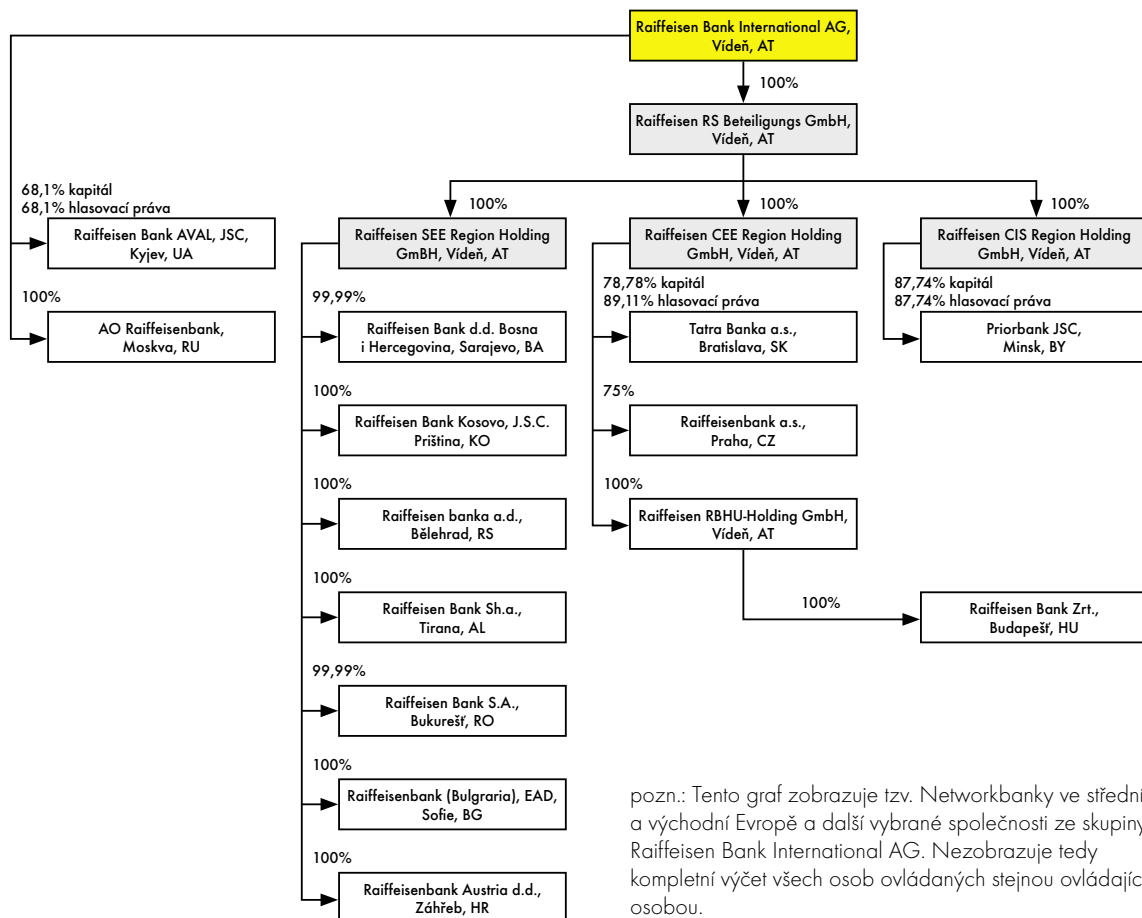 Raiffeisen Bank International AG,
Vídeň, AT
100%
Raiffeisen RS Beteiligungs GmbH,
Vídeň, AT
68,1% kapitál
68,1% hlasovací práva
Raiffeisen Bank AVAL, JSC,
Kyjev, UA
100%
AO Raiffeisenbank,
Moskva, RU
100%
Raiffeisen SEE Region Holding
GmBH, Vídeň, AT
99,99%
Raiffeisen Bank d.d. Bosna
i Hercegovina, Sarajevo, BA
100%
Raiffeisen Bank Kosovo, J.S.C.
Priština, KO
100%
Raiffeisen banka a.d.,
Bělehrad, RS
100%
Raiffeisen Bank Sh.a.,
Tirana, AL
99,99%
Raiffeisen Bank S.A.,
Bukurešť, RO
100%
Raiffeisenbank (Bulgraria), EAD,
Sofie, BG
100%
Raiffeisenbank Austria d.d.,
Záhřeb, HR
100%
Raiffeisen CEE Region Holding
GmbH, Vídeň, AT
78,78% kapitál
89,11% hlasovací práva
Tatra Banka a.s.,
Bratislava, SK
75%
Raiffeisenbank a.s.,
Praha, CZ
100%
Raiffeisen RBHU-Holding GmbH,
Vídeň, AT
100%
Raiffeisen Bank Zrt.,
Budapešť, HU
100%
Raiffeisen CIS Region Holding
GmbH, Vídeň, AT
87,74% kapitál
87,74% hlasovací práva
Priorbank JSC,
Minsk, BY
pozn.: Tento graf zobrazuje tzv. Networkbanky ve střední
a východní Evropě a další vybrané společnosti ze skupiny
Raiffeisen Bank International AG. Nezobrazuje tedy
kompletní výčet všech osob ovládaných stejnou ovládajíc
osobou.